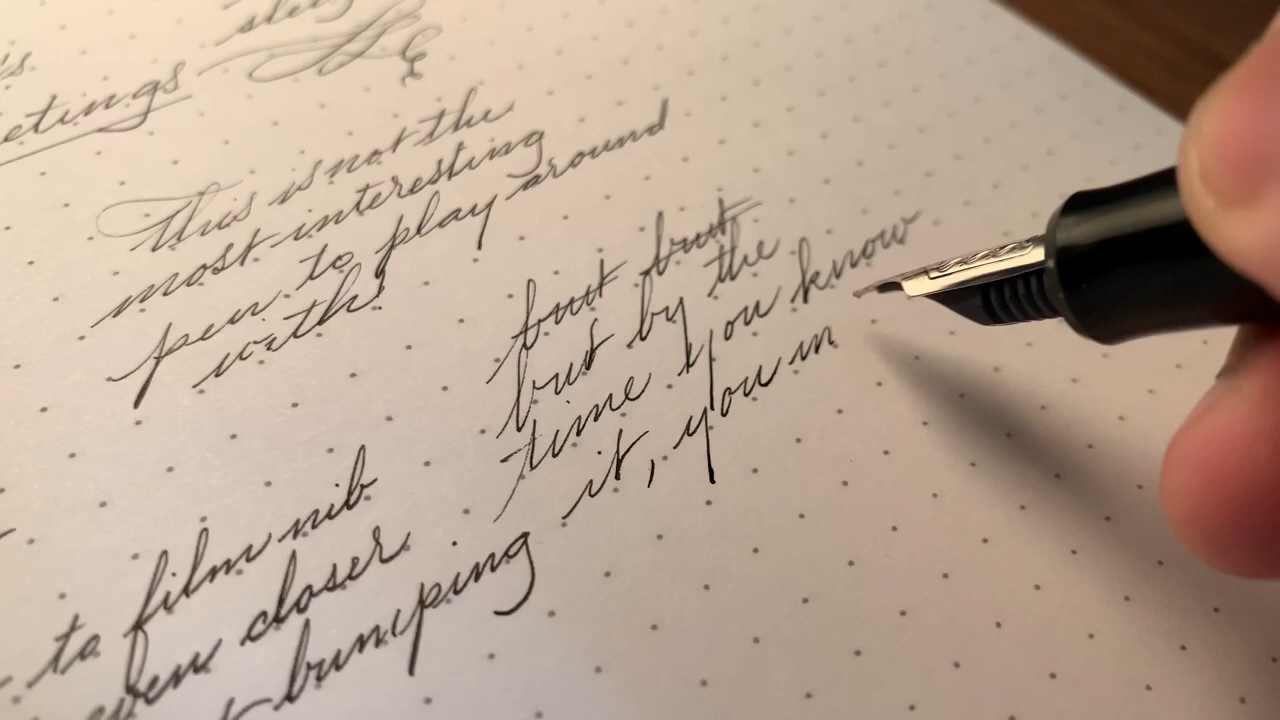 etings
This is not the
most interesting
pen to play around
with!
but but
but by the
time you know
it, you in
to film nib
even closer
bumping